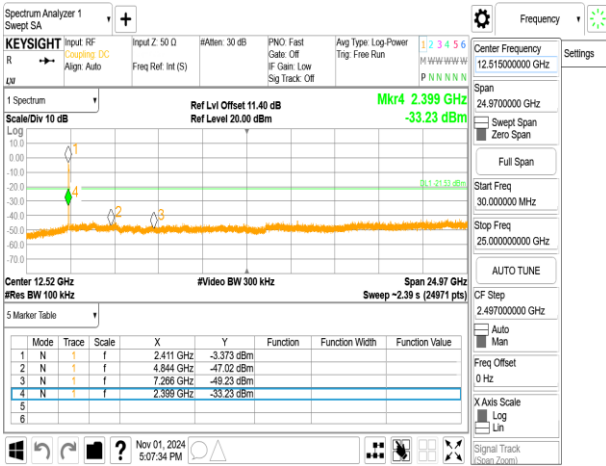 Spectrum Analyzer 1
Swept SA
+
Frequency
Settings
KEYSIGHT
R
LXI
Input: RF
Coupling: DC
Align: Auto
Input Z: 50 Ω
Freq Ref: Int (S)
#Atten: 30 dB
PNO: Fast
Gate: Off
IF Gain: Low
Sig Track: Off
Avg Type: Log-Power
Trig: Free Run
1 2 3 4 5 6
M W W W W W
P N N N N N
1 Spectrum
Scale/Div 10 dB
Ref Lvl Offset 11.40 dB
Ref Level 20.00 dBm
Mkr4 2.399 GHz
-33.23 dBm
Log
10.0
0.00
-10.0
-20.0
-30.0
-40.0
-50.0
-60.0
-70.0
1
4
2
3
Center 12.52 GHz
#Res BW 100 kHz
#Video BW 300 kHz
Span 24.97 GHz
Sweep ~2.39 s (24971 pts)
5 Marker Table
Mode Trace Scale X Y Function Function Width Function Value
1 N 1 f 2.411 GHz -3.373 dBm
2 N 1 f 4.844 GHz -47.02 dBm
3 N 1 f 7.266 GHz -49.23 dBm
4 N 1 f 2.399 GHz -33.23 dBm
5
6
Nov 01, 2024
5:07:34 PM
?
Center Frequency
12.515000000 GHz
Span
24.9700000 GHz
Swept Span
Zero Span
Full Span
Start Freq
30.000000 MHz
Stop Freq
25.000000000 GHz
AUTO TUNE
CF Step
2.497000000 GHz
Auto
Man
Freq Offset
0 Hz
X Axis Scale
Log
Lin
Signal Track
(Span Zoom)